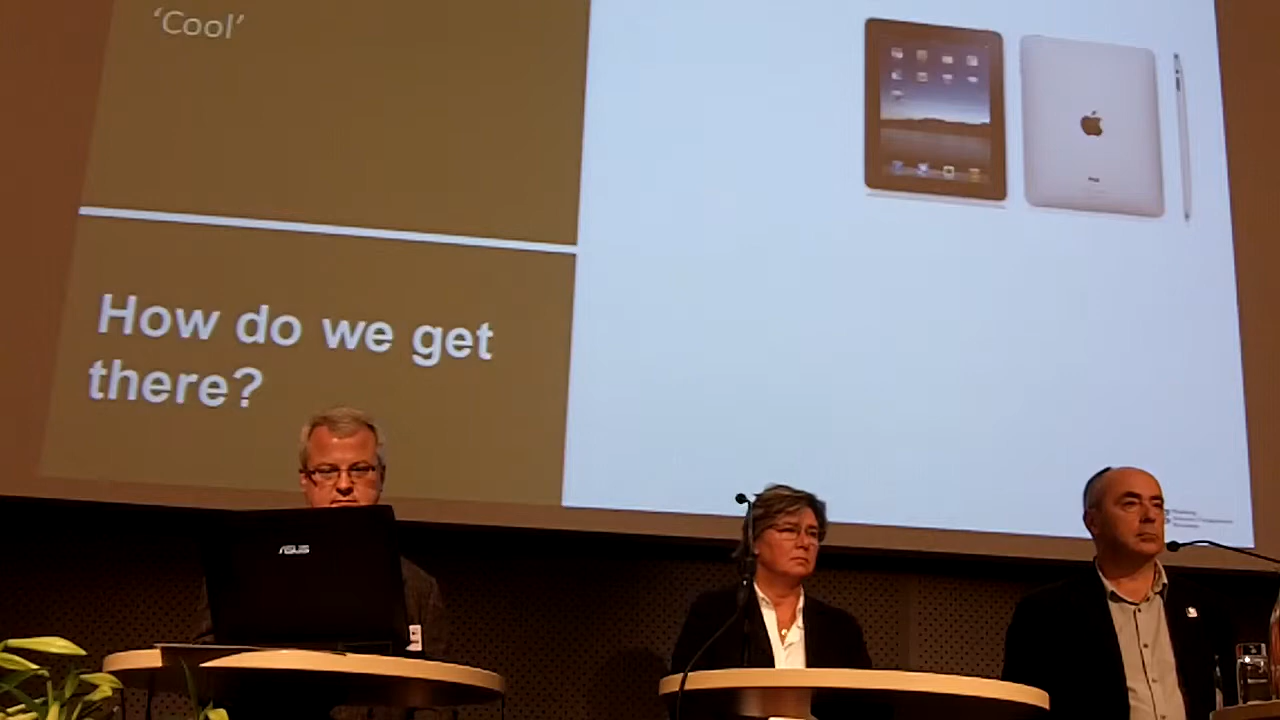 ‘Cool’
How do we get
there?
ASUS